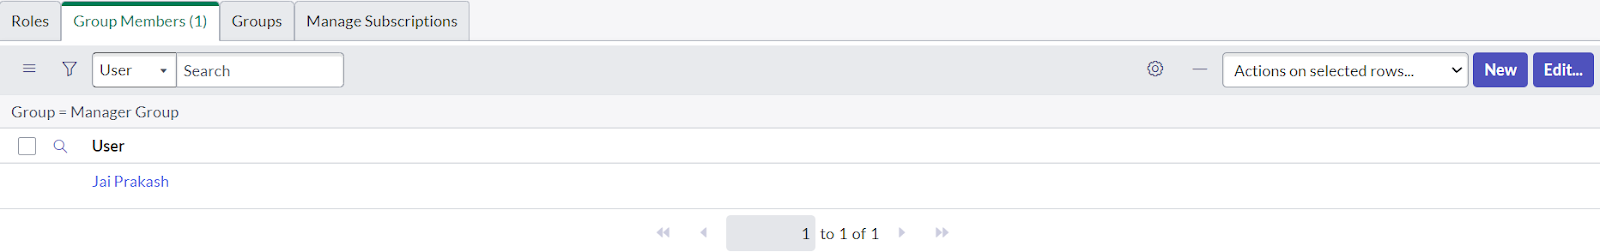 Roles Group Members (1) Groups Manage Subscriptions
User Search Actions on selected rows... New Edit...
Group = Manager Group
User
Jai Prakash
1 to 1 of 1